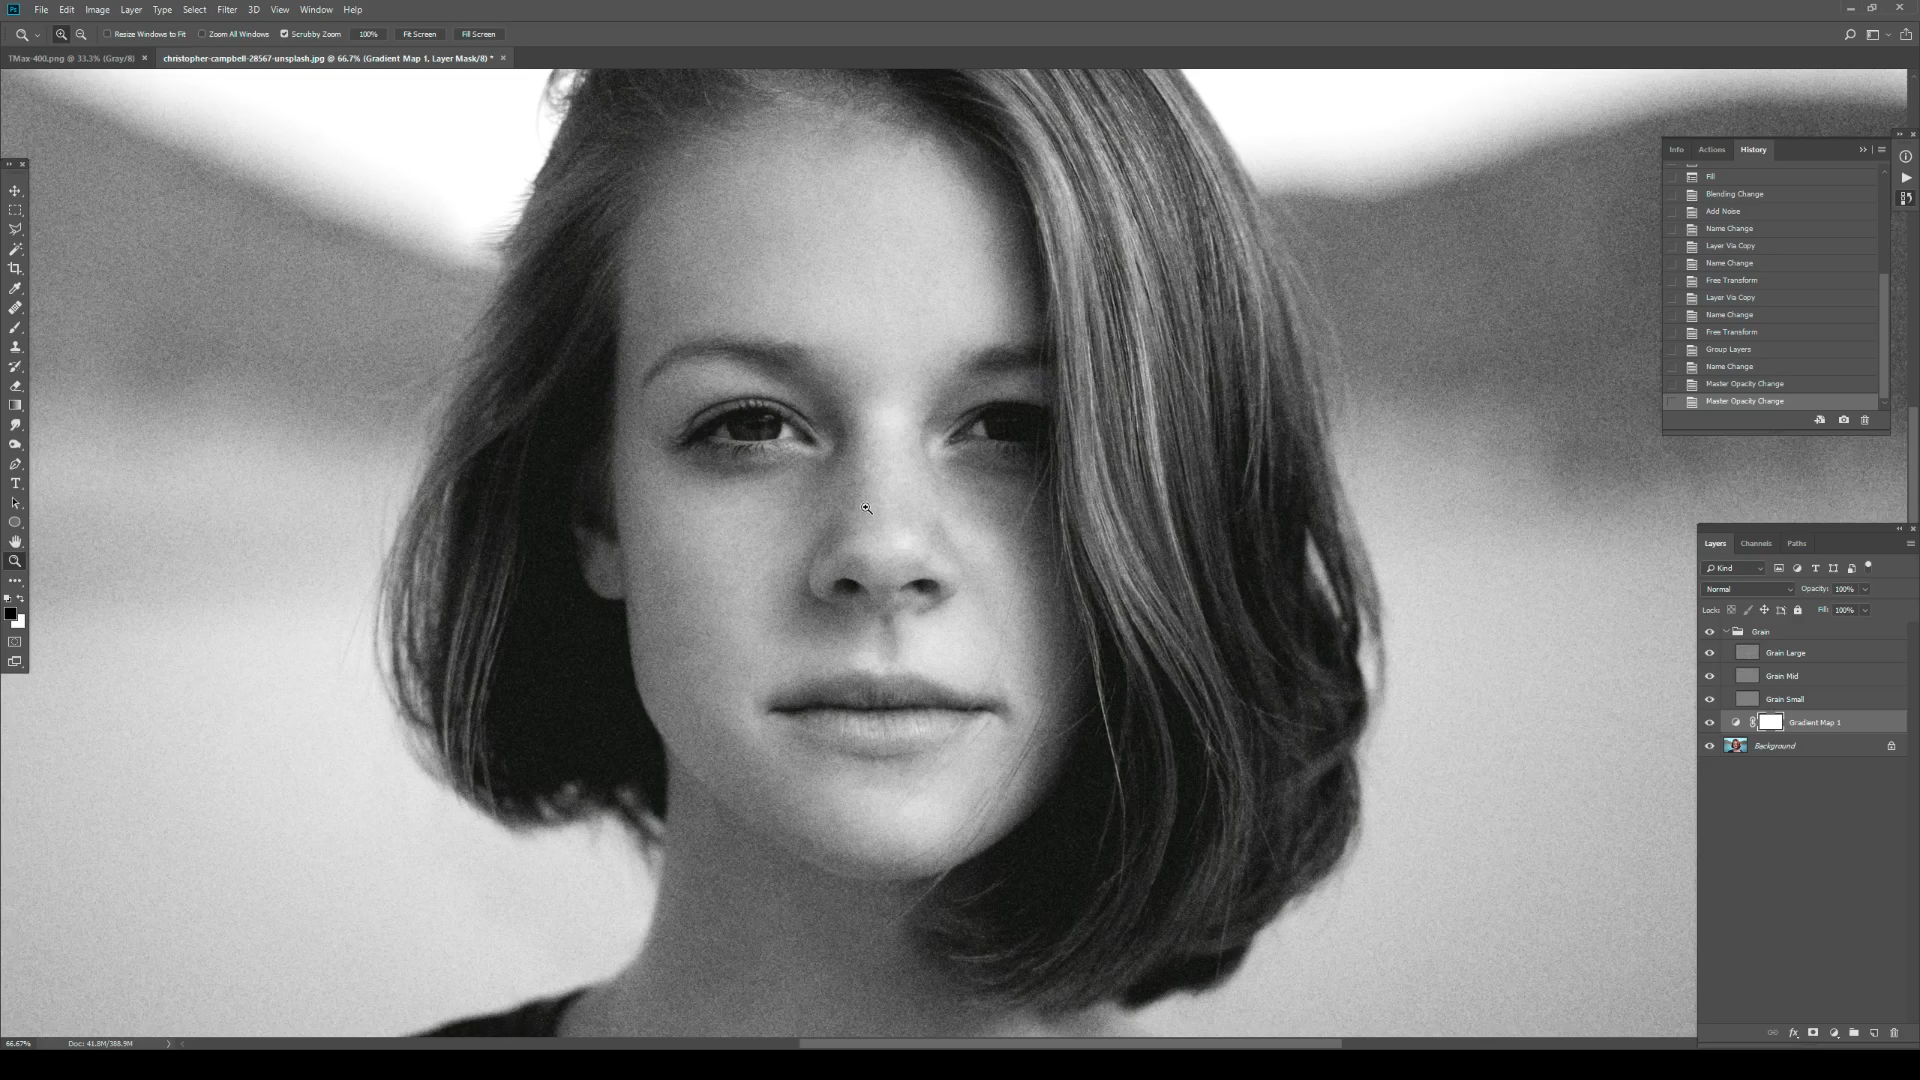 Ps File Edit Image Layer Type Select Filter 3D View Window Help
Resize Windows to Fit Zoom All Windows Scrubby Zoom 100% Fit Screen Fill Screen
TMax-400.png @ 33.3% (Gray/8) × christopher-campbell-28567-unsplash.jpg @ 66.7% (Gradient Map 1, Layer Mask/8) * ×
Info Actions History
Fill
Blending Change
Add Noise
Name Change
Layer Via Copy
Name Change
Free Transform
Layer Via Copy
Name Change
Free Transform
Group Layers
Name Change
Master Opacity Change
Master Opacity Change
Layers Channels Paths
Kind
Normal Opacity: 100%
Lock: Fill: 100%
Grain
Grain Large
Grain Mid
Grain Small
Gradient Map 1
Background
66.67% Doc: 41.8M/388.9M